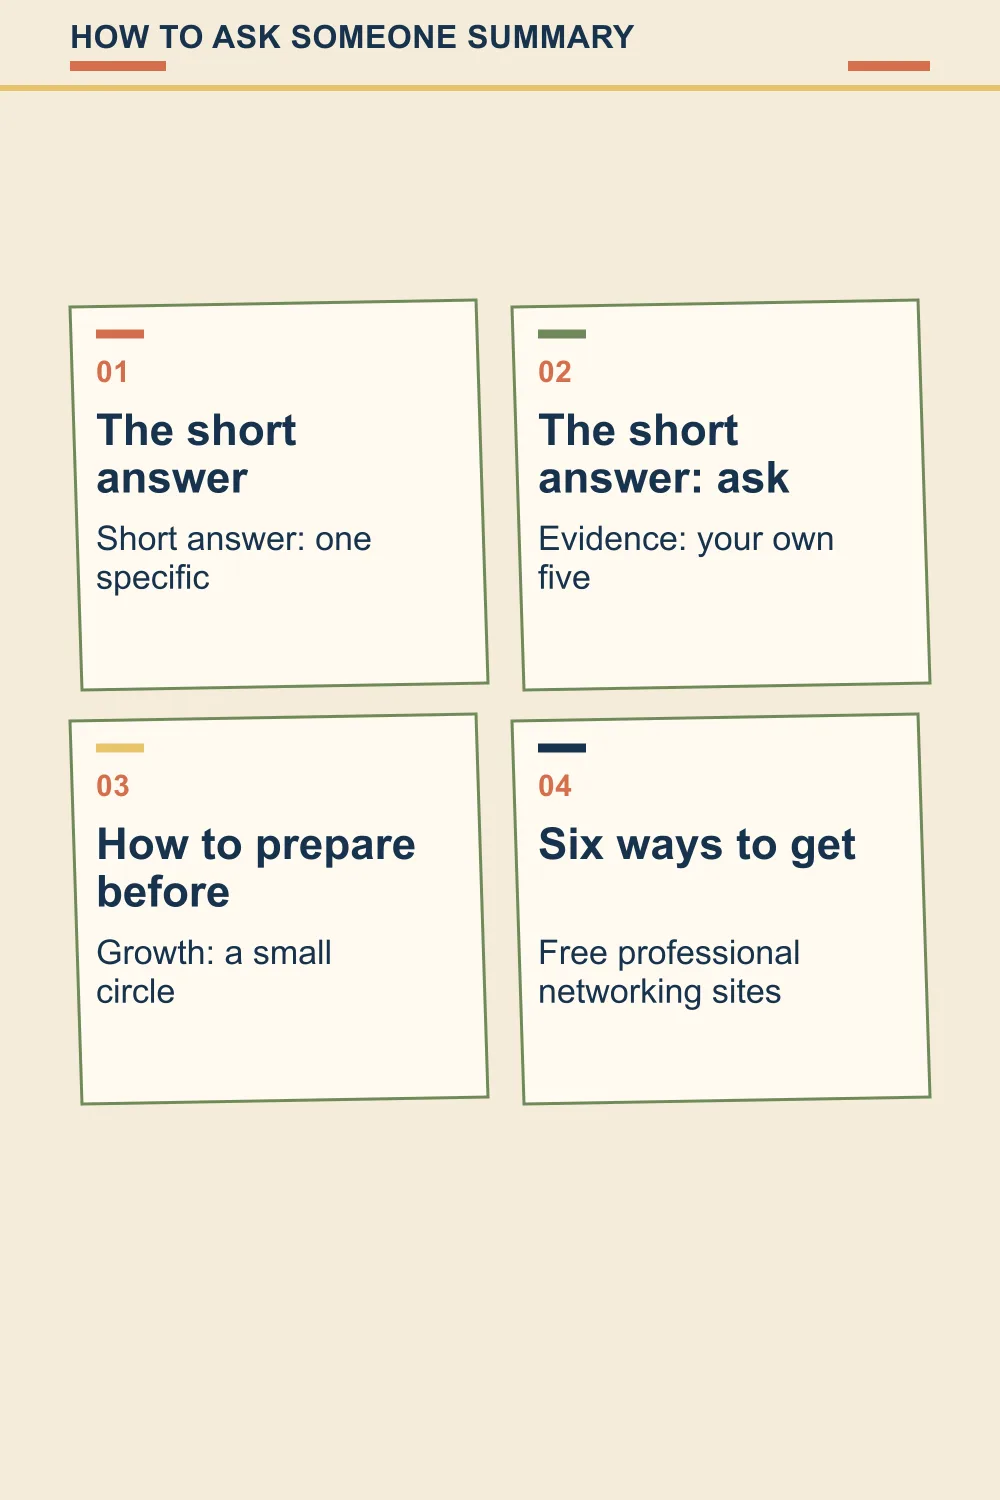 HOW TO ASK SOMEONE SUMMARY
01
The short
answer
Short answer: one
specific
02
The short
answer: ask
Evidence: your own
five
03
How to prepare
before
Growth: a small
circle
04
Six ways to get
Free professional
networking sites